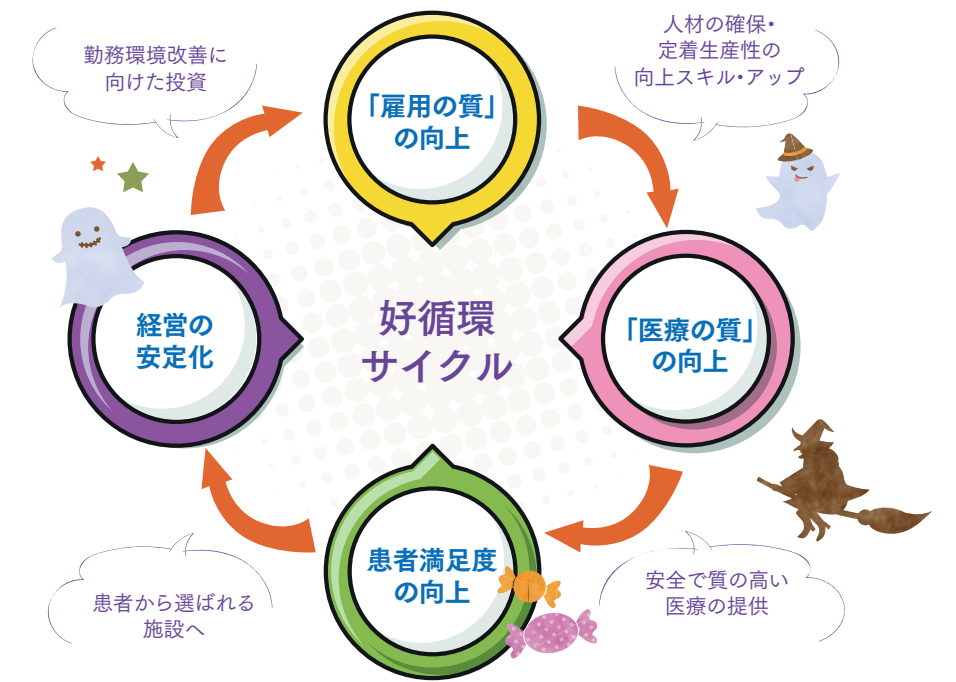 勤務環境改善に
向けた投資
人材の確保・
定着生産性の
向上スキル・アップ
「雇用の質」
の向上
経営の
安定化
好循環
サイクル
「医療の質」
の向上
患者満足度
の向上
患者から選ばれる
施設へ
安全で質の高い
医療の提供